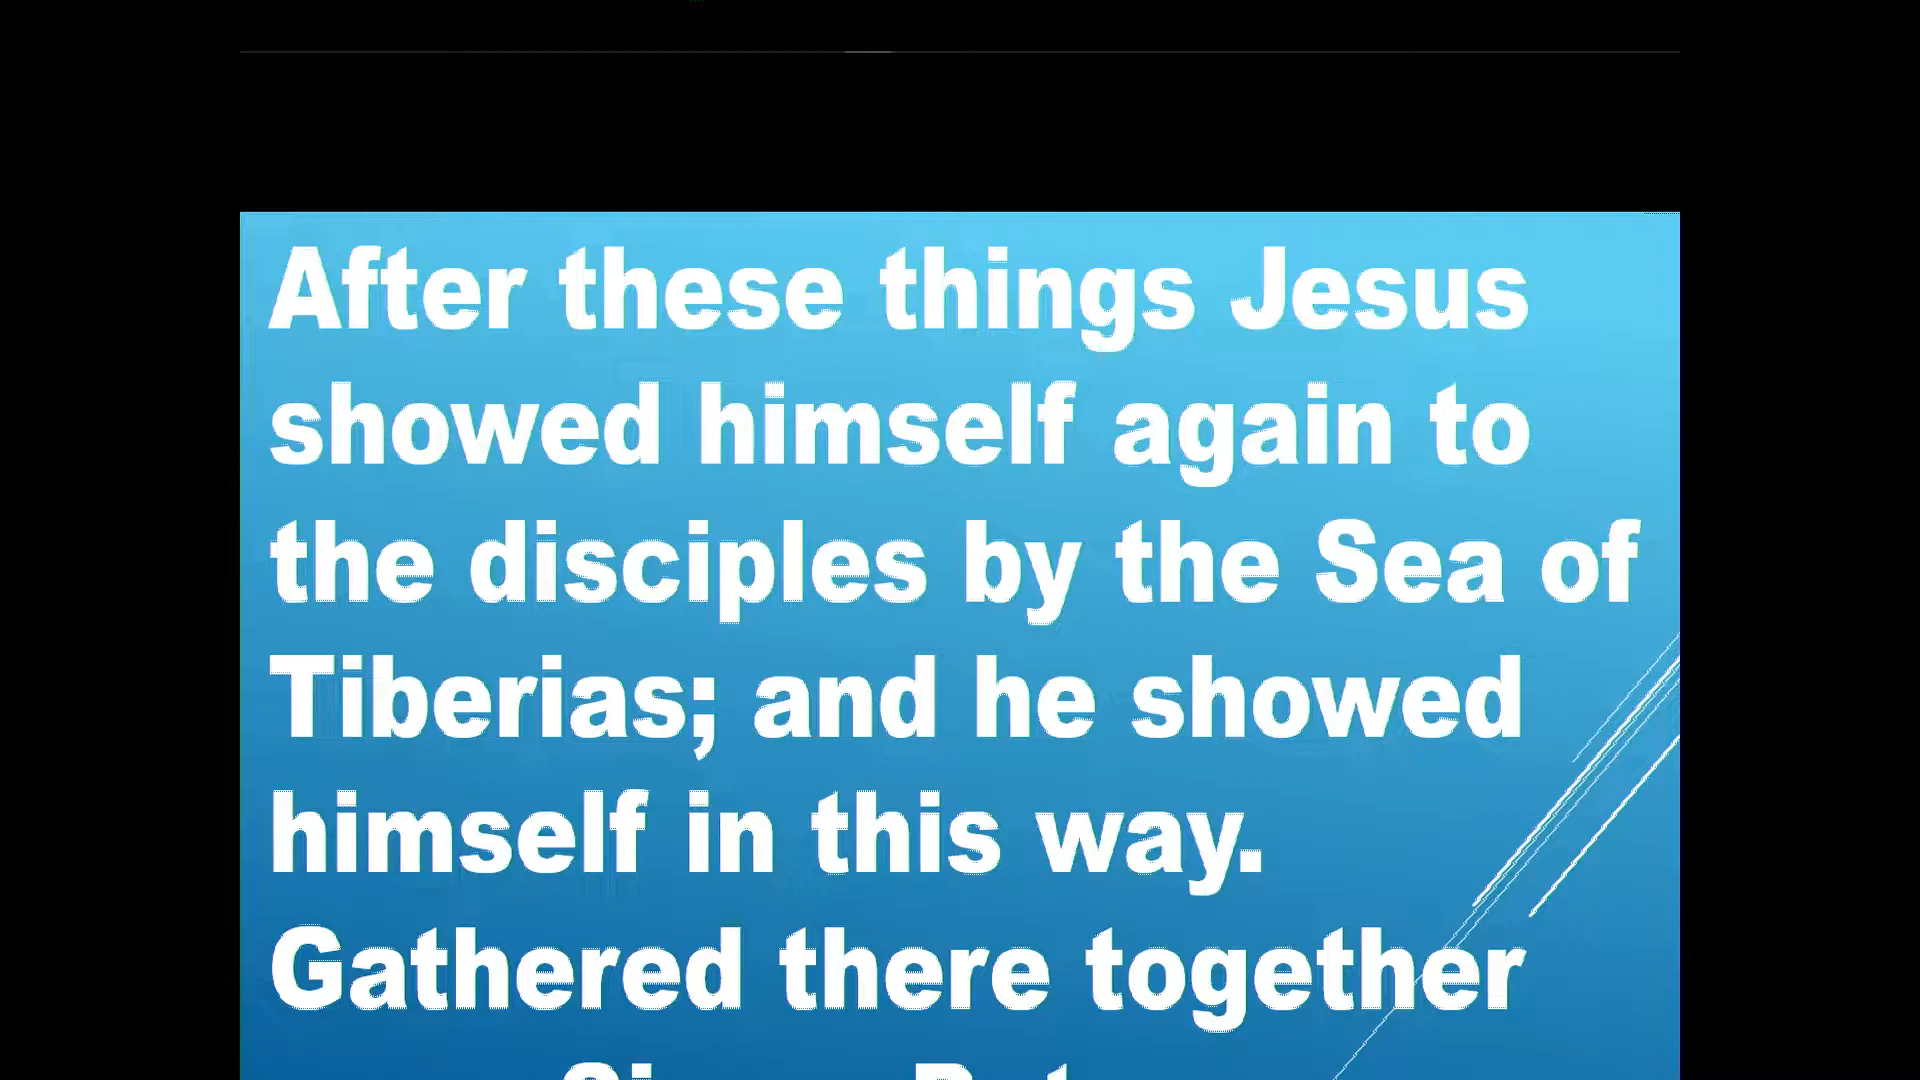 After these things Jesus
showed himself again to
the disciples by the Sea of
Tiberias; and he showed
himself in this way.
Gathered there together